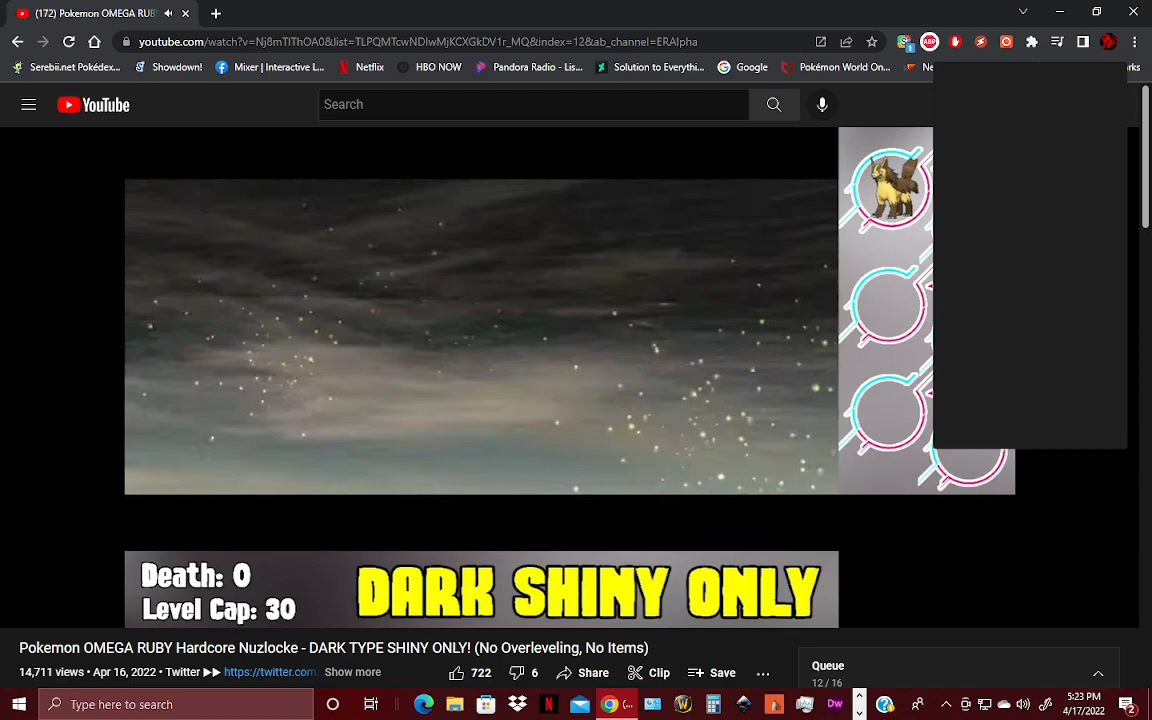 (172) Pokemon OMEGA RUB
youtube.com/watch?v=Nj8mTlThOA0&list=TLPQMTcwNDIwMjKCXGkDV1r_MQ&index=12&ab_channel=ERAlpha
Serebii.net Pokédex...
Showdown!
Mixer | Interactive L...
Netflix
HBO NOW
Pandora Radio - Lis...
Solution to Everythi...
Google
Pokémon World On...
YouTube
Search
Death: 0
Level Cap: 30
DARK SHINY ONLY
Pokemon OMEGA RUBY Hardcore Nuzlocke - DARK TYPE SHINY ONLY! (No Overleveling, No Items)
14,711 views • Apr 16, 2022 • Twitter ▶▶ https://twitter.com
Show more
722
6
Share
Clip
Save
Queue
12 / 16
Type here to search
5:23 PM
4/17/2022
2